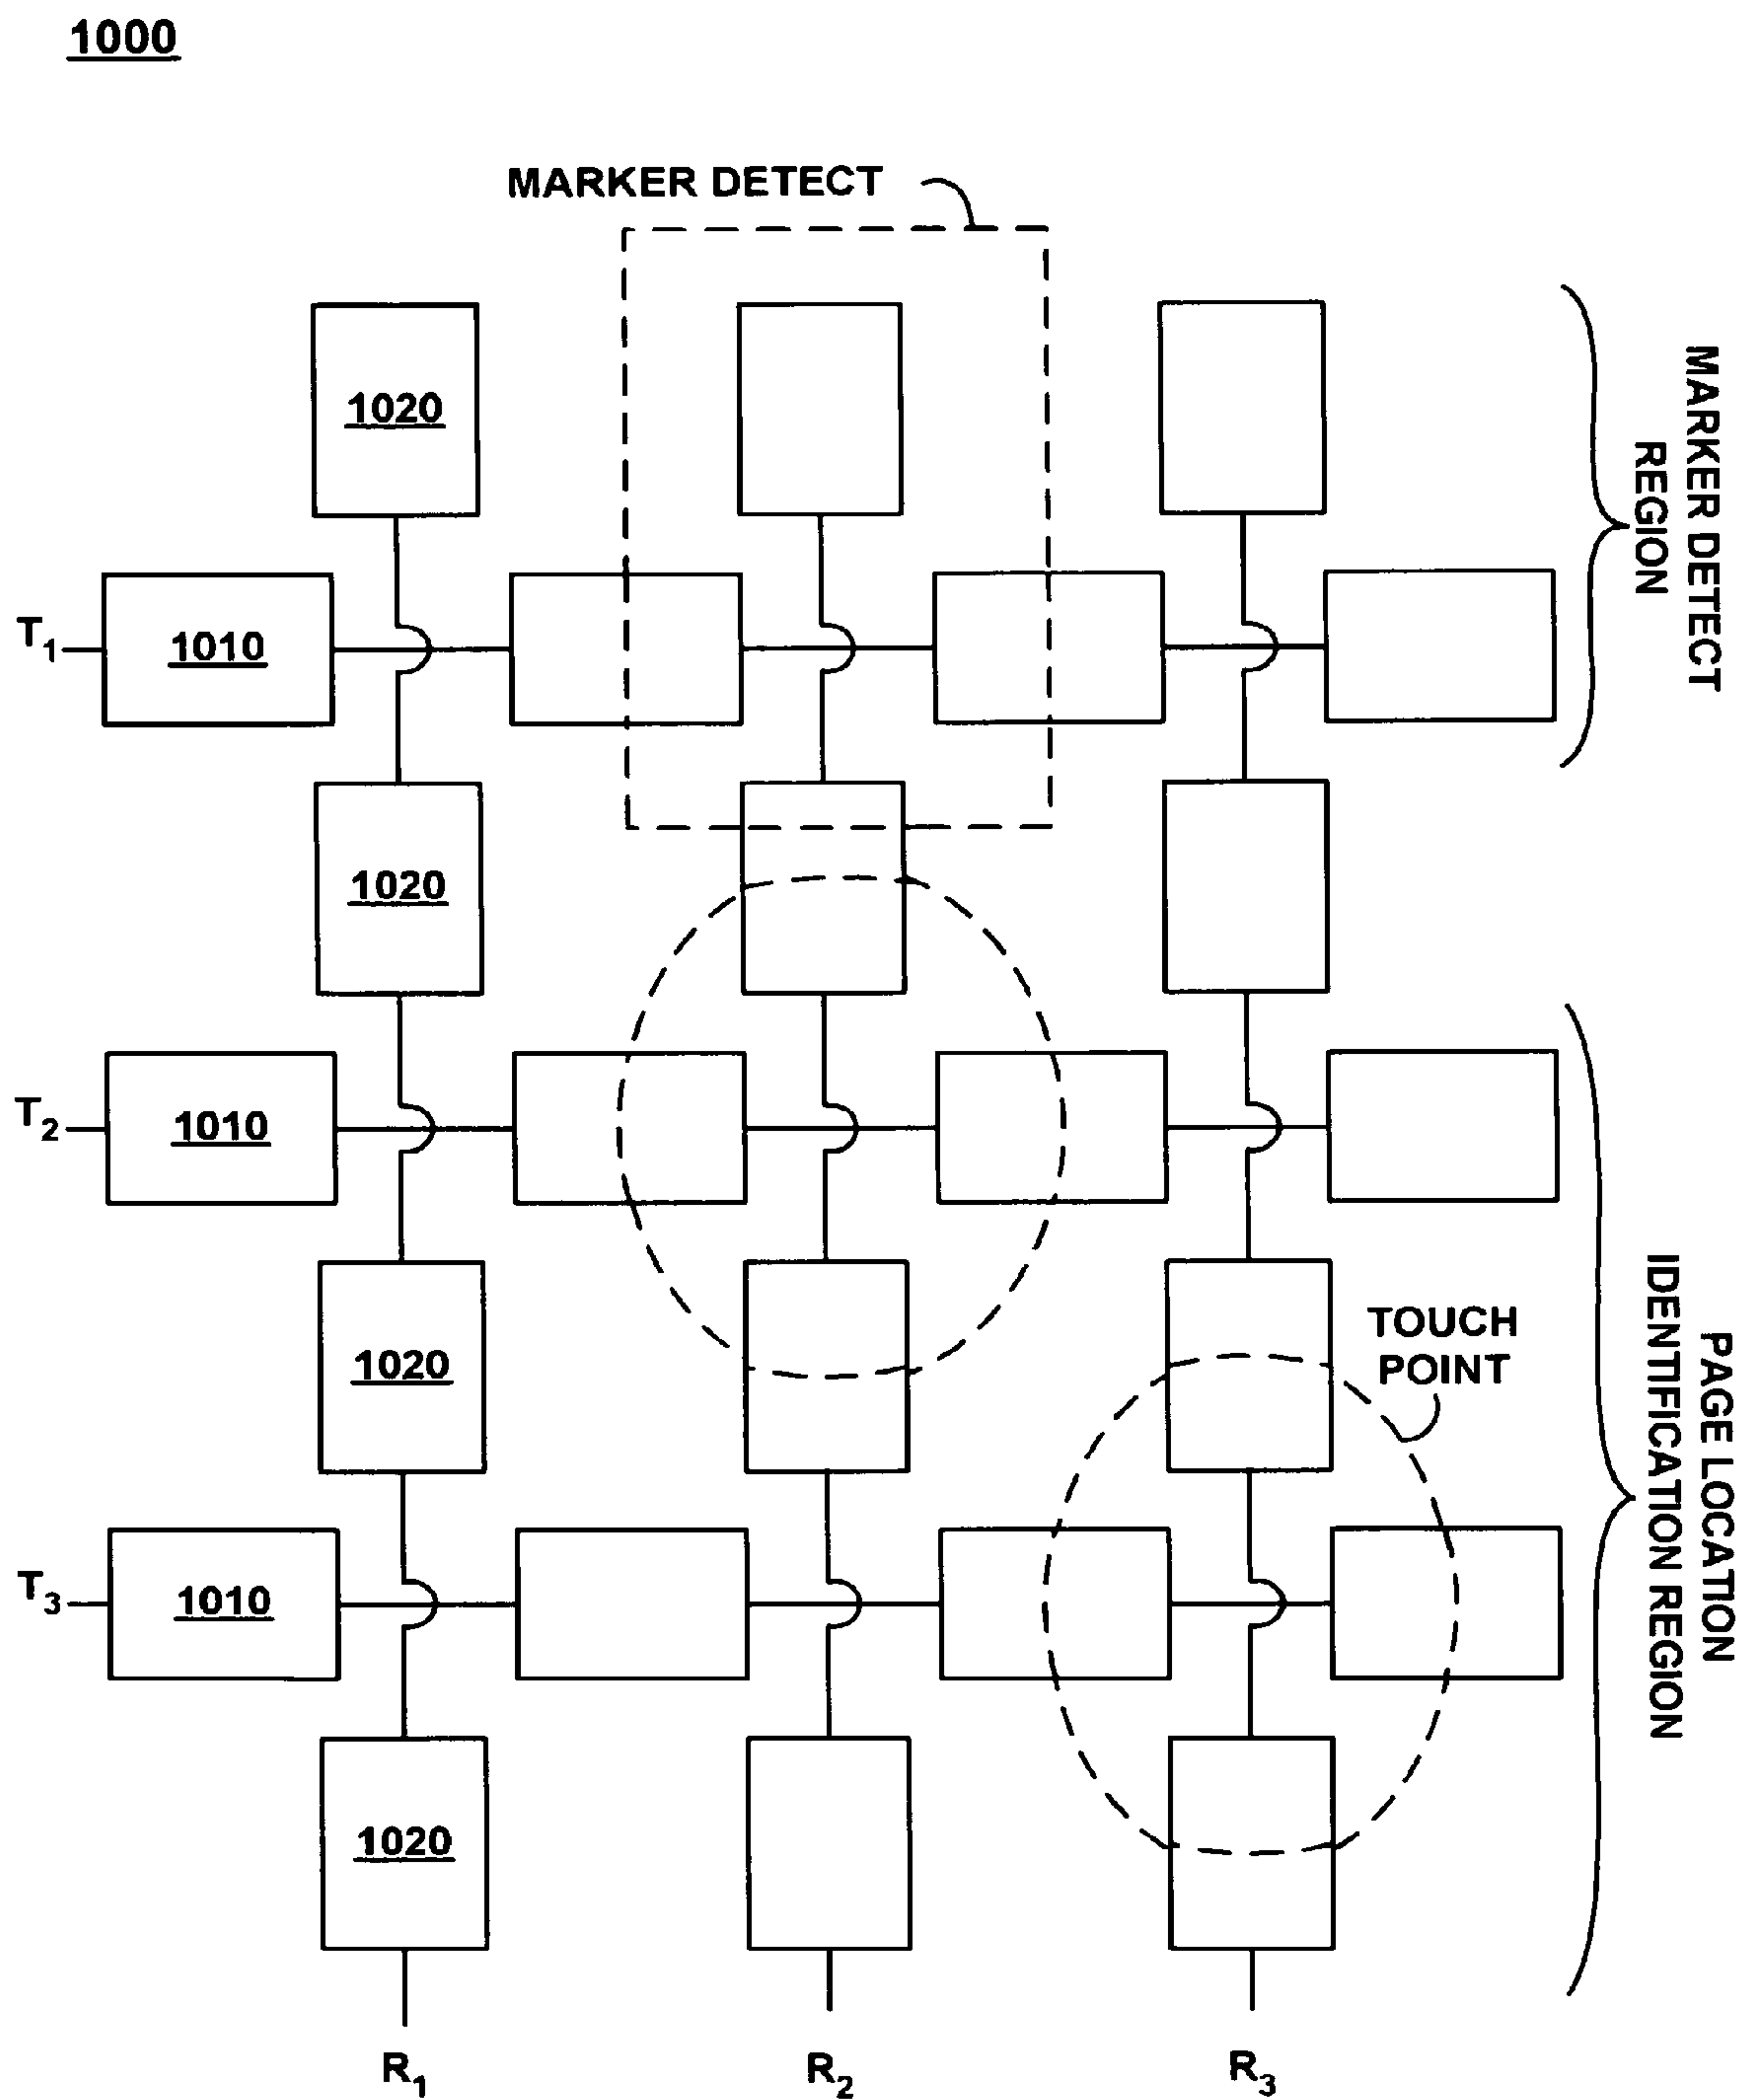 1000
MARKER DETECT
MARKER DETECT
REGION
1020
T1
1010
1020
T2
1010
1020
TOUCH
POINT
PAGE LOCATION
IDENTIFICATION REGION
T3
1010
1020
R1
R2
R3